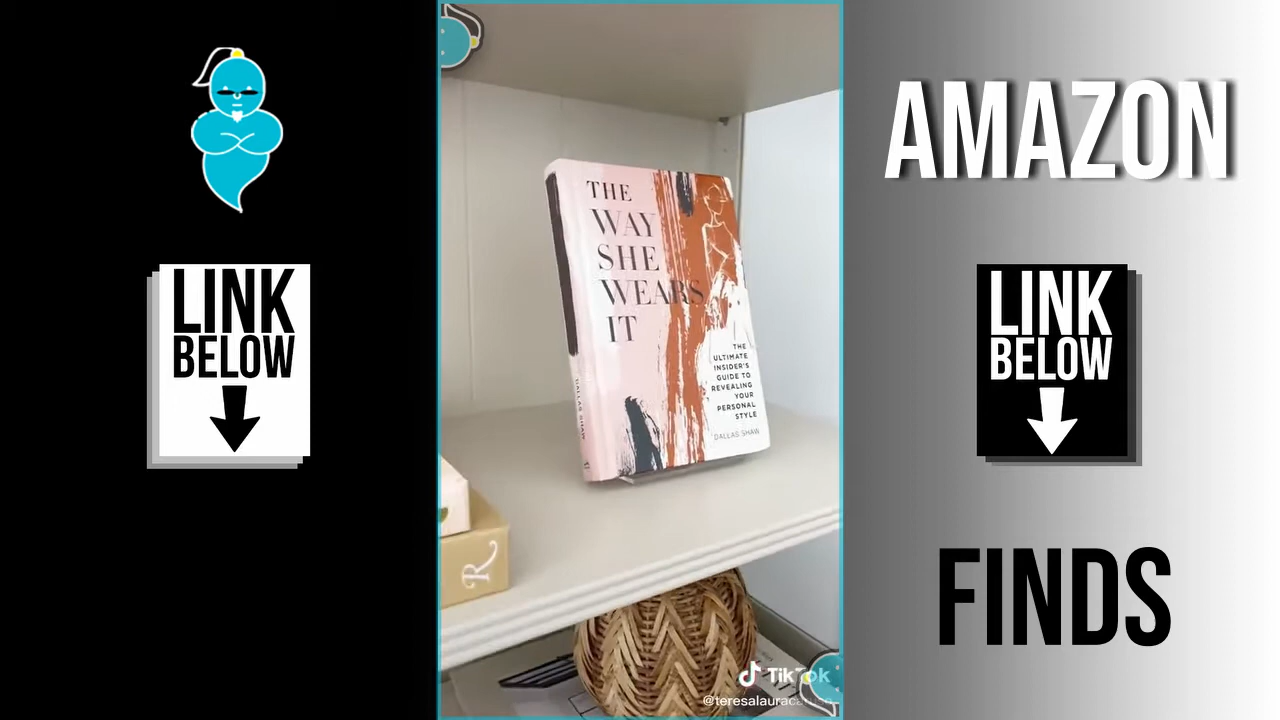 LINK
BELOW
THE
WAY
SHE
WEARS
IT
THE
ULTIMATE
INSIDER'S
GUIDE TO
REVEALING
YOUR
PERSONAL
STYLE
DALLAS SHAW
DALLAS SHAW
R
TikTok
AMAZON
LINK
BELOW
FINDS